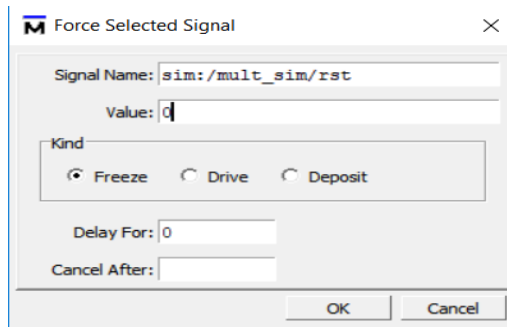 Force Selected Signal
Signal Name: sim:/mult_sim/rst
Value: 0
Kind
Freeze Drive Deposit
Delay For: 0
Cancel After:
OK Cancel